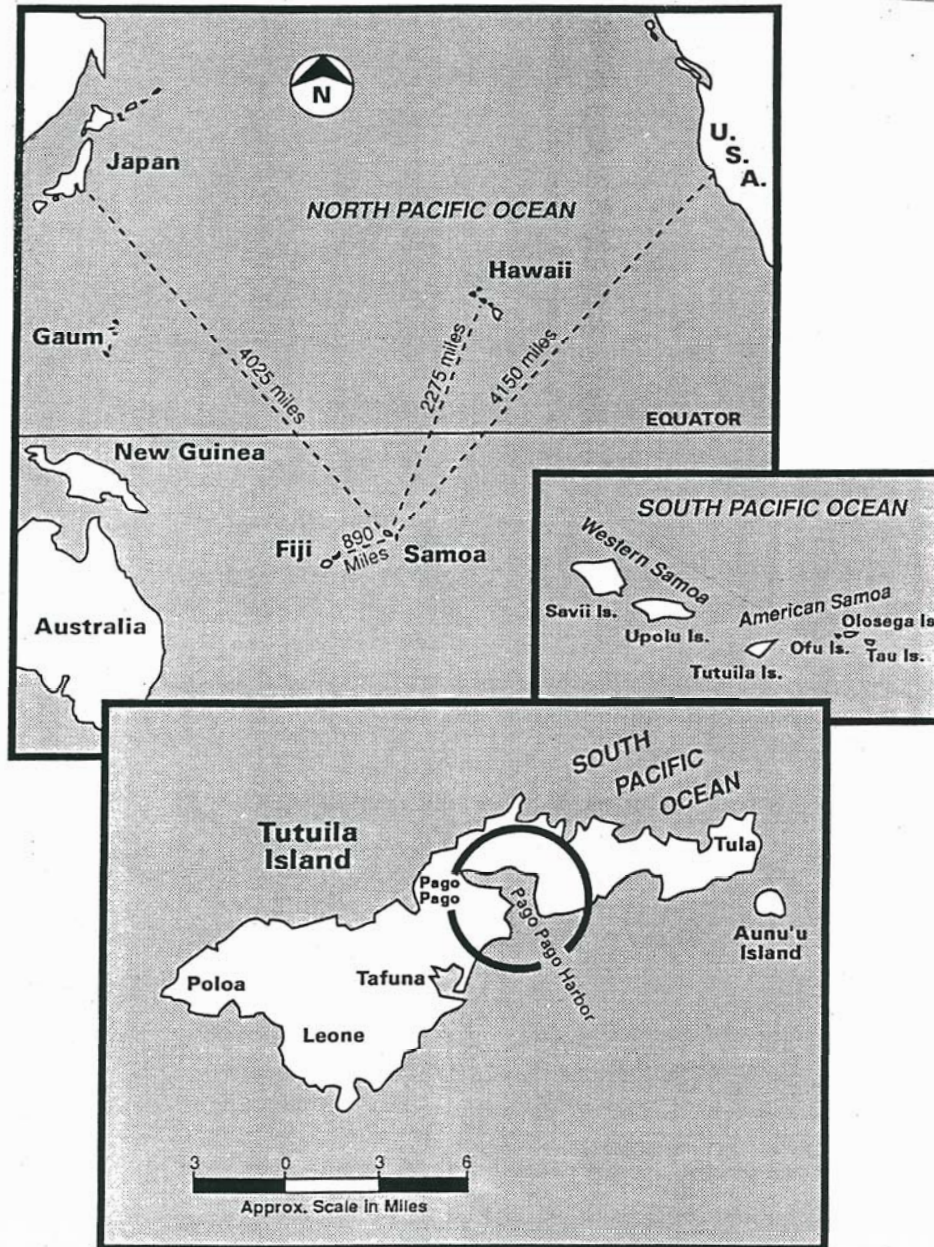 N
Japan
U.
S.
A.
NORTH PACIFIC OCEAN
Hawaii
Gaum
4025 miles
2275 miles
4150 miles
EQUATOR
New Guinea
Fiji
890
Miles
Samoa
Australia
SOUTH PACIFIC OCEAN
Western Samoa
American Samoa
Savii Is.
Upolu Is.
Tutuila Is.
Ofu Is.
Olosega Is
Tau Is.
SOUTH
PACIFIC
OCEAN
Tutuila
Island
Tula
Pago
Pago
Pago Pago Harbor
Aunu'u
Island
Poloa
Tafuna
Leone
3 0 3 6
Approx. Scale in Miles